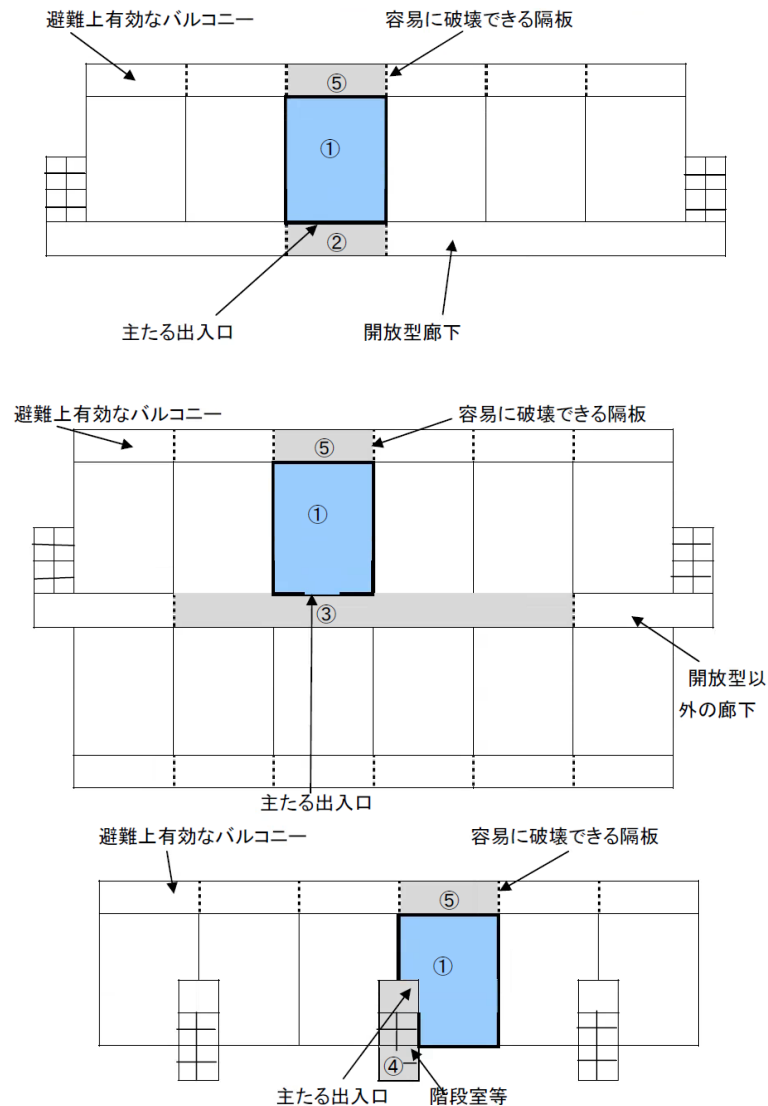 避難上有効なバルコニー
容易に破壊できる隔板
⑤
①
②
主たる出入口
開放型廊下
避難上有効なバルコニー
容易に破壊できる隔板
⑤
①
③
開放型以
外の廊下
主たる出入口
避難上有効なバルコニー
容易に破壊できる隔板
⑤
①
④
主たる出入口
階段室等